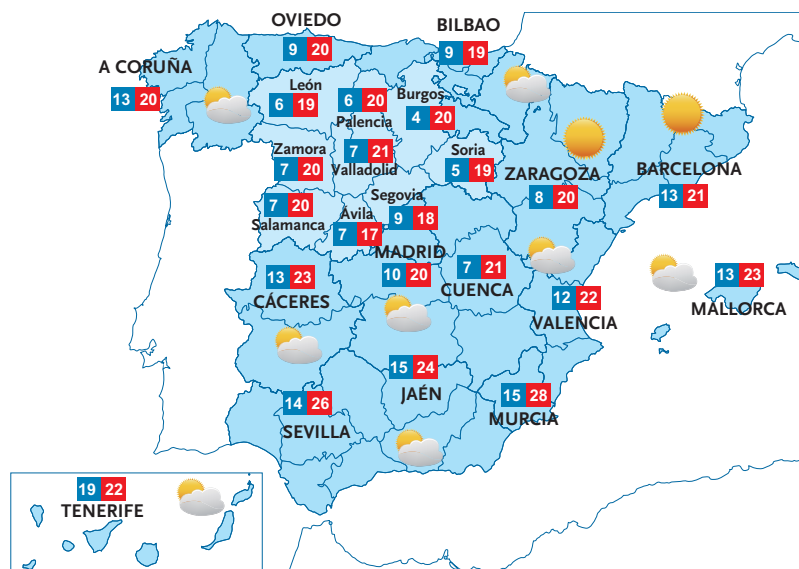 OVIEDO
9 20
BILBAO
9 19
A CORUÑA
13 20
León
6 19
6 20
Palencia
Burgos
4 20
Zamora
7 20
7 21
Valladolid
Soria
5 19
ZARAGOZA
8 20
BARCELONA
13 21
7 20
Salamanca
Segovia
9 18
Ávila
7 17
MADRID
10 20
13 23
CÁCERES
7 21
CUENCA
12 22
VALENCIA
13 23
MALLORCA
15 24
JAÉN
14 26
SEVILLA
15 28
MURCIA
19 22
TENERIFE